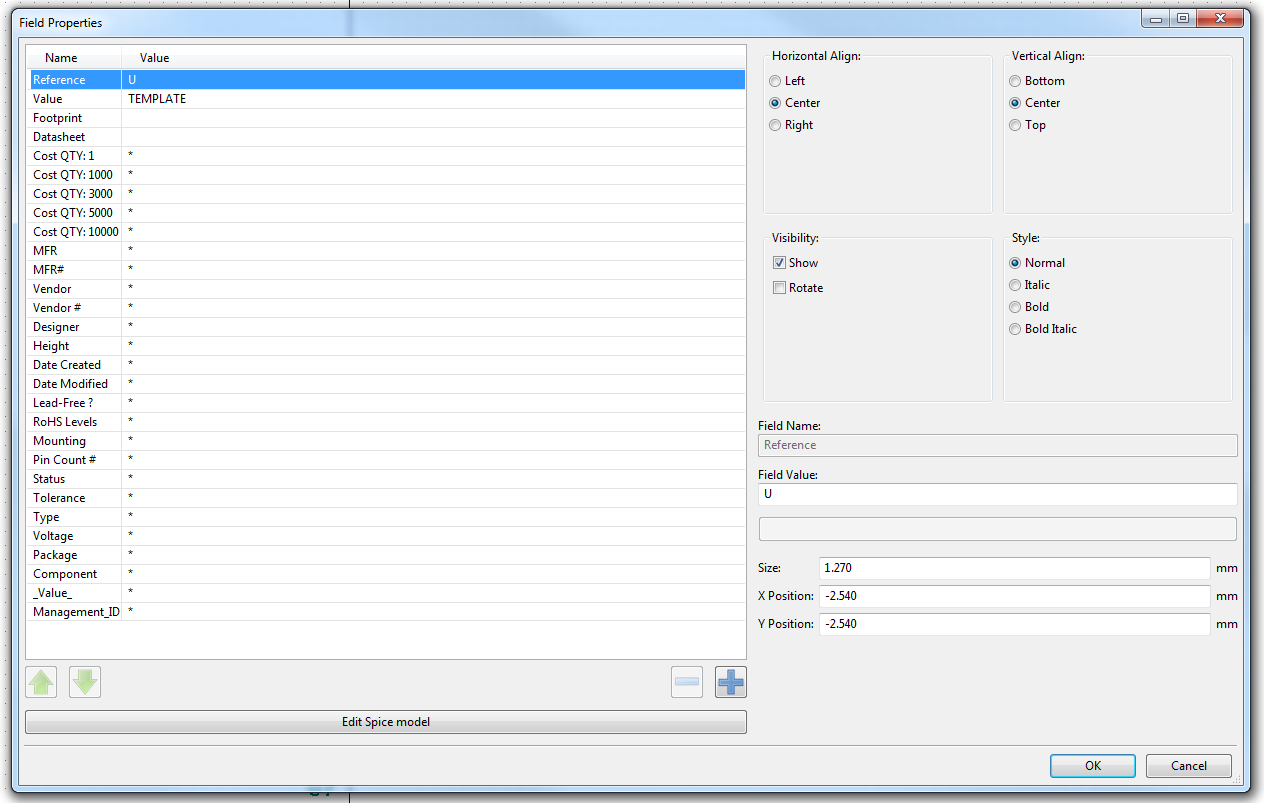 Field Properties
Name Value
Reference U
Value TEMPLATE
Footprint
Datasheet
Cost QTY: 1 *
Cost QTY: 1000 *
Cost QTY: 3000 *
Cost QTY: 5000 *
Cost QTY: 10000 *
MFR *
MFR# *
Vendor *
Vendor # *
Designer *
Height *
Date Created *
Date Modified *
Lead-Free ? *
RoHS Levels *
Mounting *
Pin Count # *
Status *
Tolerance *
Type *
Voltage *
Package *
Component *
_Value_ *
Management_ID *
Edit Spice model
Horizontal Align:
Left
Center
Right
Vertical Align:
Bottom
Center
Top
Visibility:
Show
Rotate
Style:
Normal
Italic
Bold
Bold Italic
Field Name:
Reference
Field Value:
U
Size: 1.270 mm
X Position: -2.540 mm
Y Position: -2.540 mm
OK Cancel